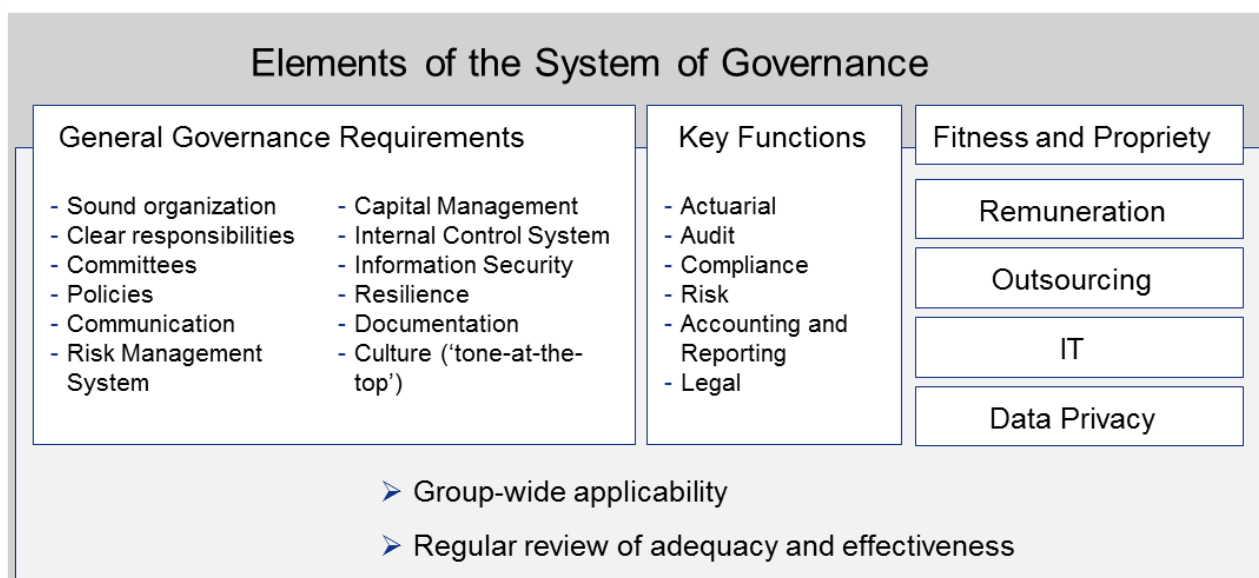 Elements of the System of Governance
General Governance Requirements
- Sound organization
- Clear responsibilities
- Committees
- Policies
- Communication
- Risk Management
System
- Capital Management
- Internal Control System
- Information Security
- Resilience
- Documentation
- Culture (‘tone-at-the-
top’)
Key Functions
- Actuarial
- Audit
- Compliance
- Risk
- Accounting and
Reporting
- Legal
Fitness and Propriety
Remuneration
Outsourcing
IT
Data Privacy
➢ Group-wide applicability
➢ Regular review of adequacy and effectiveness